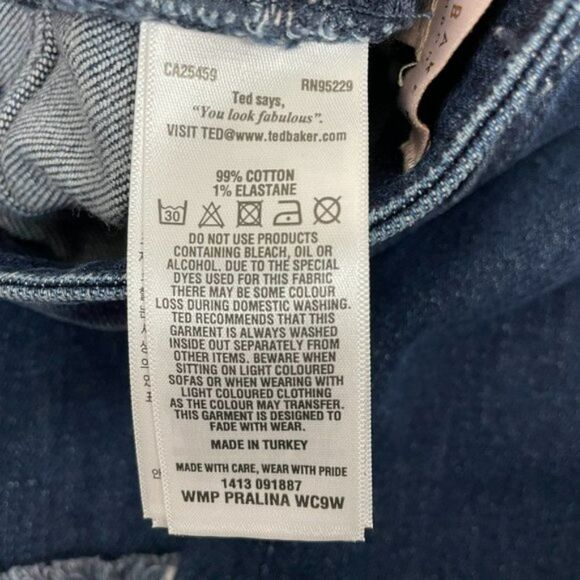 CA25459 RN95229
Ted says,
"You look fabulous".
VISIT TED@www.tedbaker.com
99% COTTON
1% ELASTANE
30
DO NOT USE PRODUCTS
CONTAINING BLEACH, OIL OR
ALCOHOL. DUE TO THE SPECIAL
DYES USED FOR THIS FABRIC
THERE MAY BE SOME COLOUR
LOSS DURING DOMESTIC WASHING.
TED RECOMMENDS THAT THIS
GARMENT IS ALWAYS WASHED
INSIDE OUT SEPARATELY FROM
OTHER ITEMS. BEWARE WHEN
SITTING ON LIGHT COLOURED
SOFAS OR WHEN WEARING WITH
LIGHT COLOURED CLOTHING
AS THE COLOUR MAY TRANSFER.
THIS GARMENT IS DESIGNED TO
FADE WITH WEAR.
MADE IN TURKEY
MADE WITH CARE, WEAR WITH PRIDE
1413 091887
WMP PRALINA WC9W